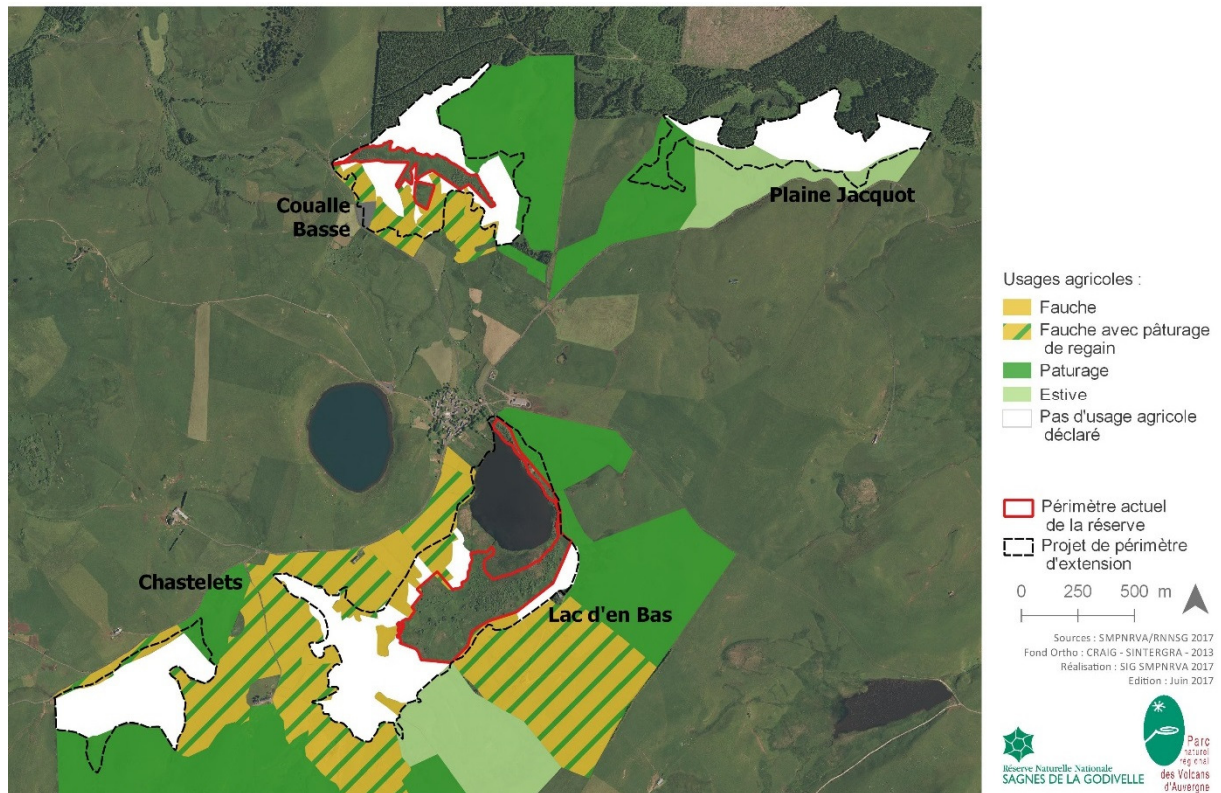 Coualle
Basse
Plaine Jacquot
Chastelets
Lac d'en Bas
Usages agricoles :
Fauche
Fauche avec pâturage
de regain
Paturage
Estive
Pas d'usage agricole
déclaré
Périmètre actuel
de la réserve
Projet de périmètre
d'extension
0 250 500 m
Sources : SMPNRVA/RNNSG 2017
Fond Ortho : CRAIG - SINTERGRA - 2013
Réalisation : SIG SMPNRVA 2017
Edition : Juin 2017
Réserve Naturelle Nationale
SAGNES DE LA GODIVELLE
Parc
naturel
régional
des Volcans
d'Auvergne